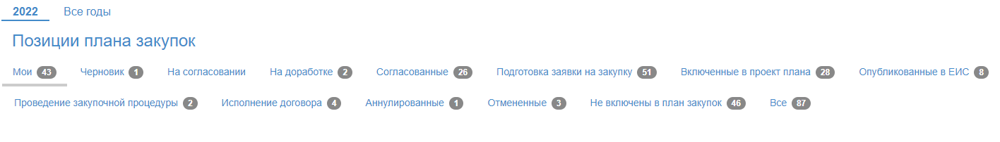 2022 Все годы
Позиции плана закупок
Мои 43 Черновик 1 На согласовании На доработке 2 Согласованные 26 Подготовка заявки на закупку 51 Включенные в проект плана 28 Опубликованные в ЕИС 8
Проведение закупочной процедуры 2 Исполнение договора 4 Аннулированные 1 Отмененные 3 Не включены в план закупок 46 Все 87